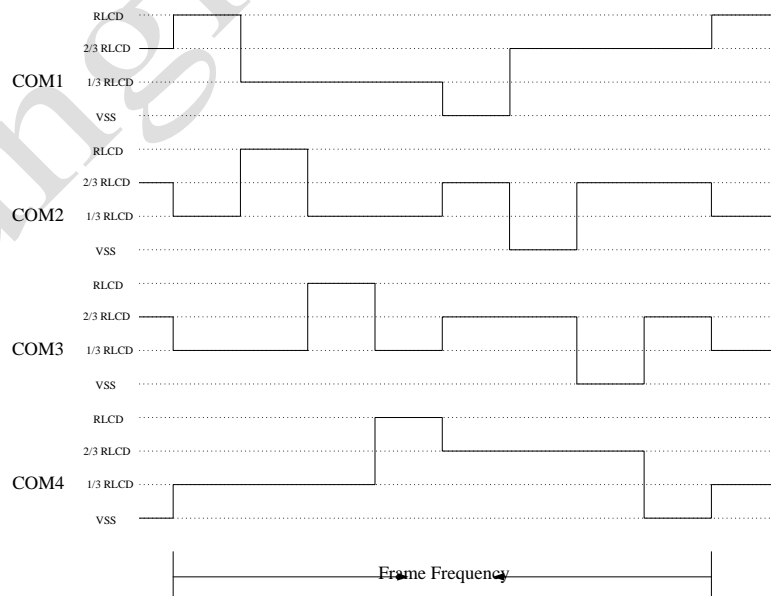 RLCD
2/3 RLCD
COM1
1/3 RLCD
VSS
RLCD
2/3 RLCD
COM2
1/3 RLCD
VSS
RLCD
2/3 RLCD
COM3
1/3 RLCD
VSS
RLCD
2/3 RLCD
COM4
1/3 RLCD
VSS
Frame Frequency